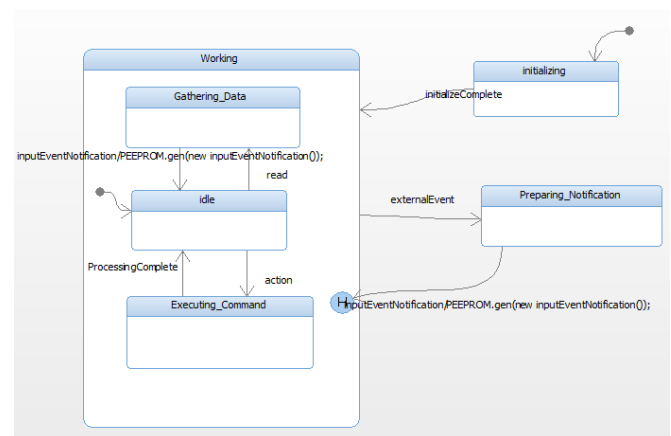 Working
initializing
initializeComplete
Gathering_Data
inputEventNotification/PEEPROM.gen(new inputEventNotification());
read
idle
externalEvent
Preparing_Notification
ProcessingComplete
action
Executing_Command
H
inputEventNotification/PEEPROM.gen(new inputEventNotification());